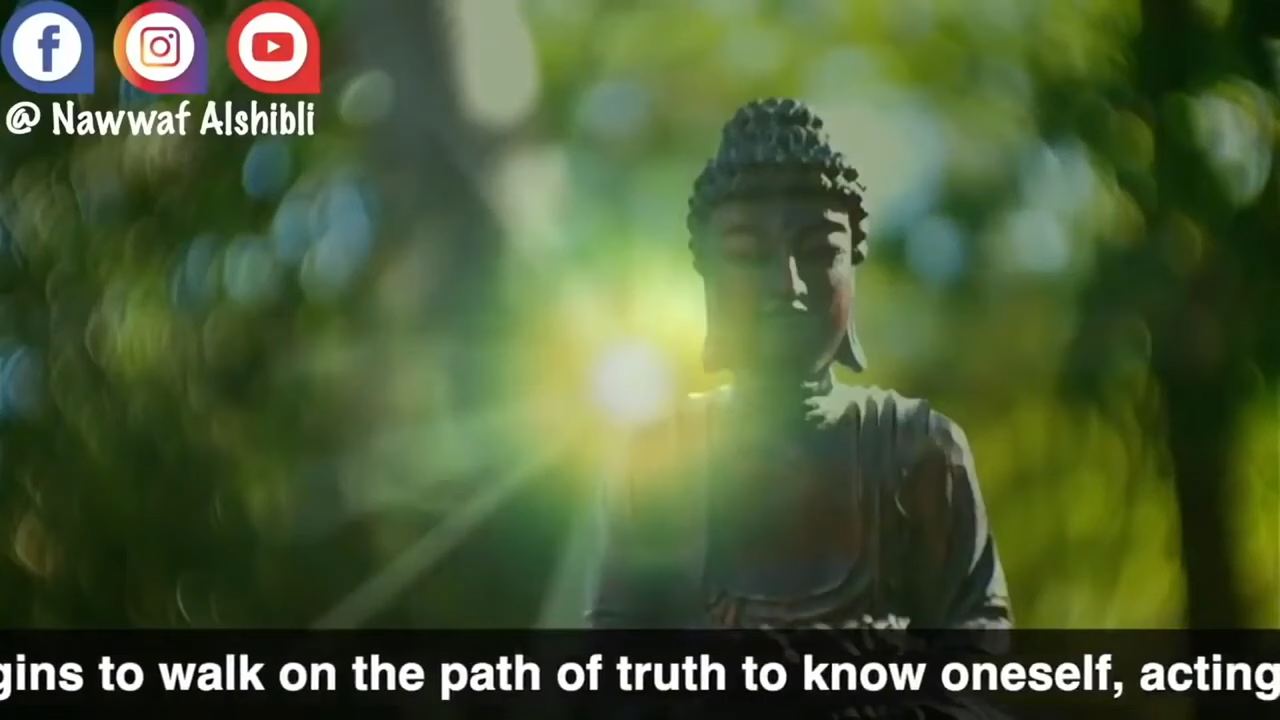 @ Nawwaf Alshibli
gins to walk on the path of truth to know oneself, acting